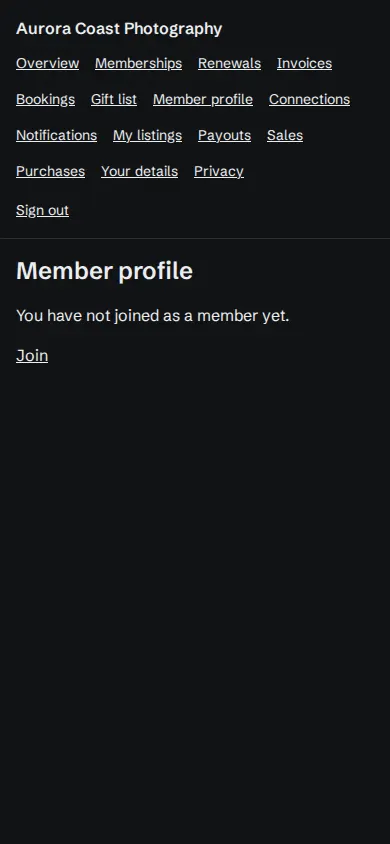 Aurora Coast Photography
Overview Memberships Renewals Invoices
Bookings Gift list Member profile Connections
Notifications My listings Payouts Sales
Purchases Your details Privacy
Sign out
Member profile
You have not joined as a member yet.
Join